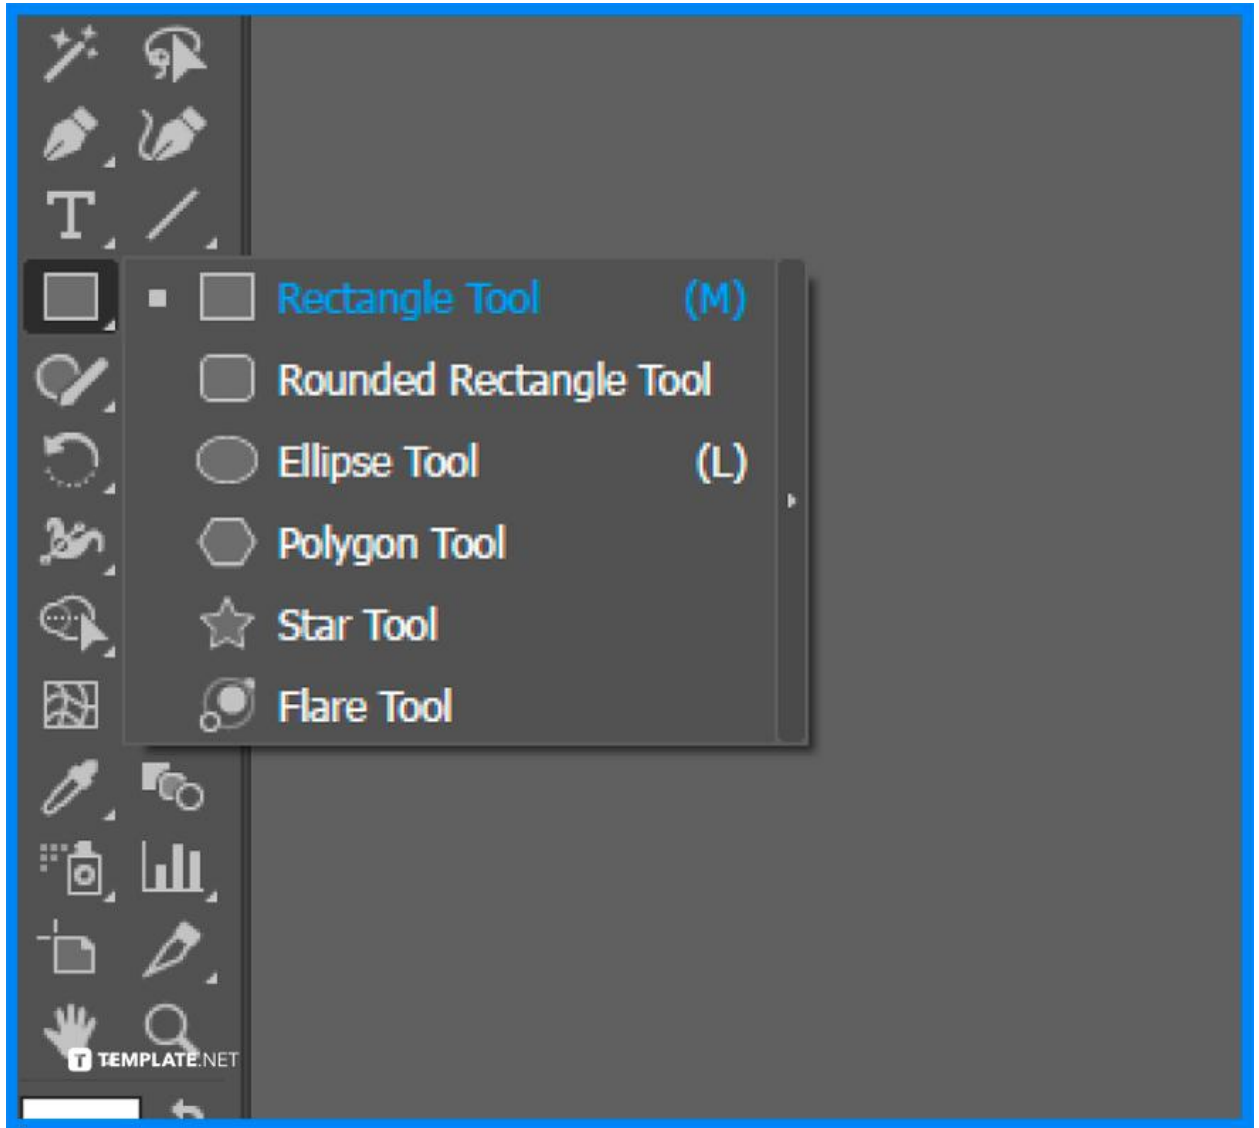 Rectangle Tool (M)
Rounded Rectangle Tool
Ellipse Tool (L)
Polygon Tool
Star Tool
Flare Tool
T TEMPLATE.NET